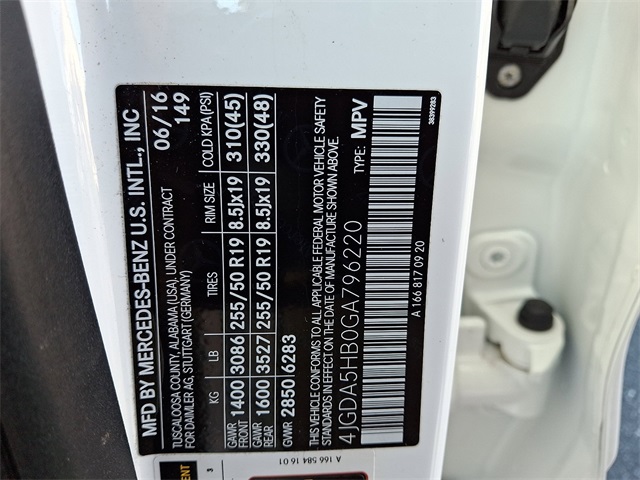 MFD BY MERCEDES-BENZ U.S. INTL., INC
TUSCALOOSA COUNTY, ALABAMA (USA), UNDER CONTRACT
FOR DAIMLER AG, STUTTGART (GERMANY)
06/16
149
KG LB TIRES RIM SIZE COLD KPA (PSI)
GAWR FRONT 1400 3086 255/50 R19 8.5Jx19 310(45)
GAWR REAR 1600 3527 255/50 R19 8.5Jx19 330(48)
GVWR 2850 6283
THIS VEHICLE CONFORMS TO ALL APPLICABLE FEDERAL MOTOR VEHICLE SAFETY
STANDARDS IN EFFECT ON THE DATE OF MANUFACTURE SHOWN ABOVE.
4JGDA5HB0GA796220 TYPE: MPV
A 166 817 09 20
38399283
A 166 584 16 01
3